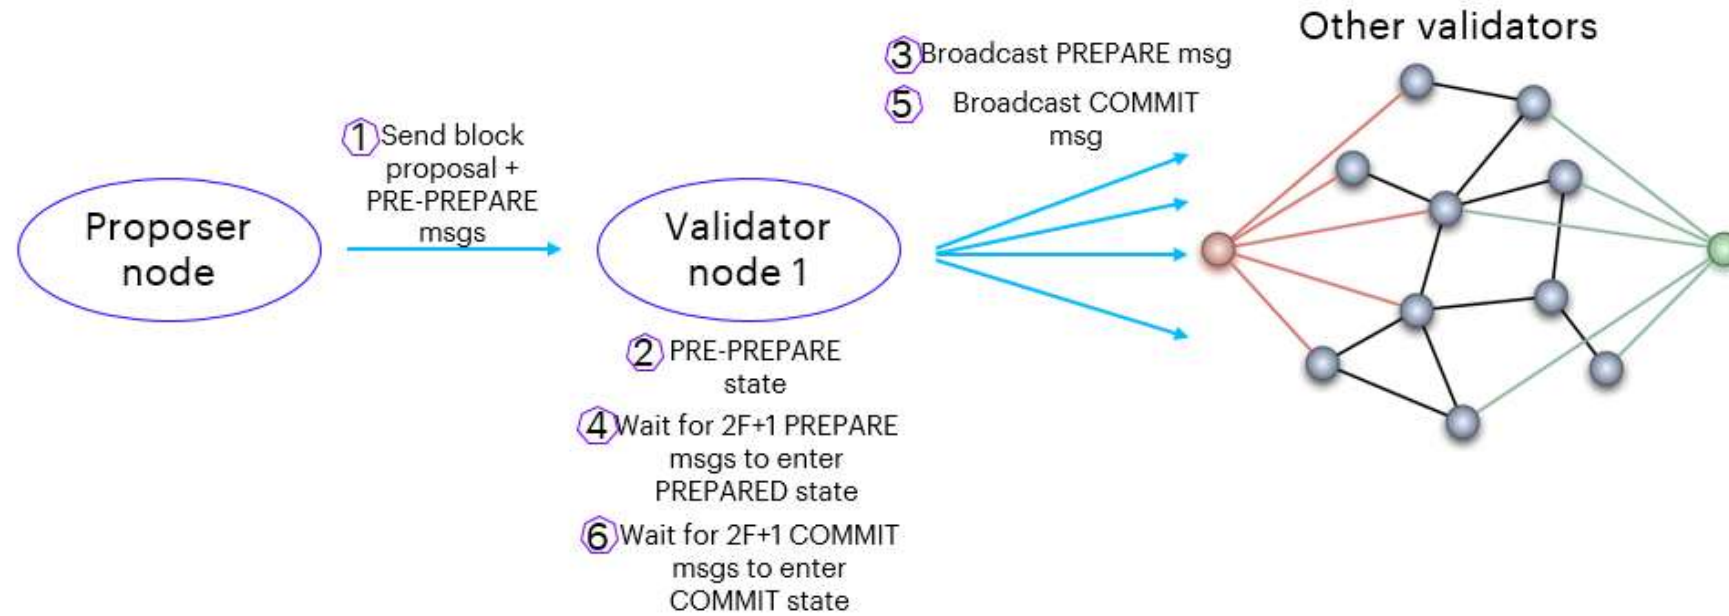 Other validators
3 Broadcast PREPARE msg
5 Broadcast COMMIT
msg
1 Send block
proposal +
PRE-PREPARE
msgs
Proposer
node
Validator
node 1
2 PRE-PREPARE
state
4 Wait for 2F+1 PREPARE
msgs to enter
PREPARED state
6 Wait for 2F+1 COMMIT
msgs to enter
COMMIT state